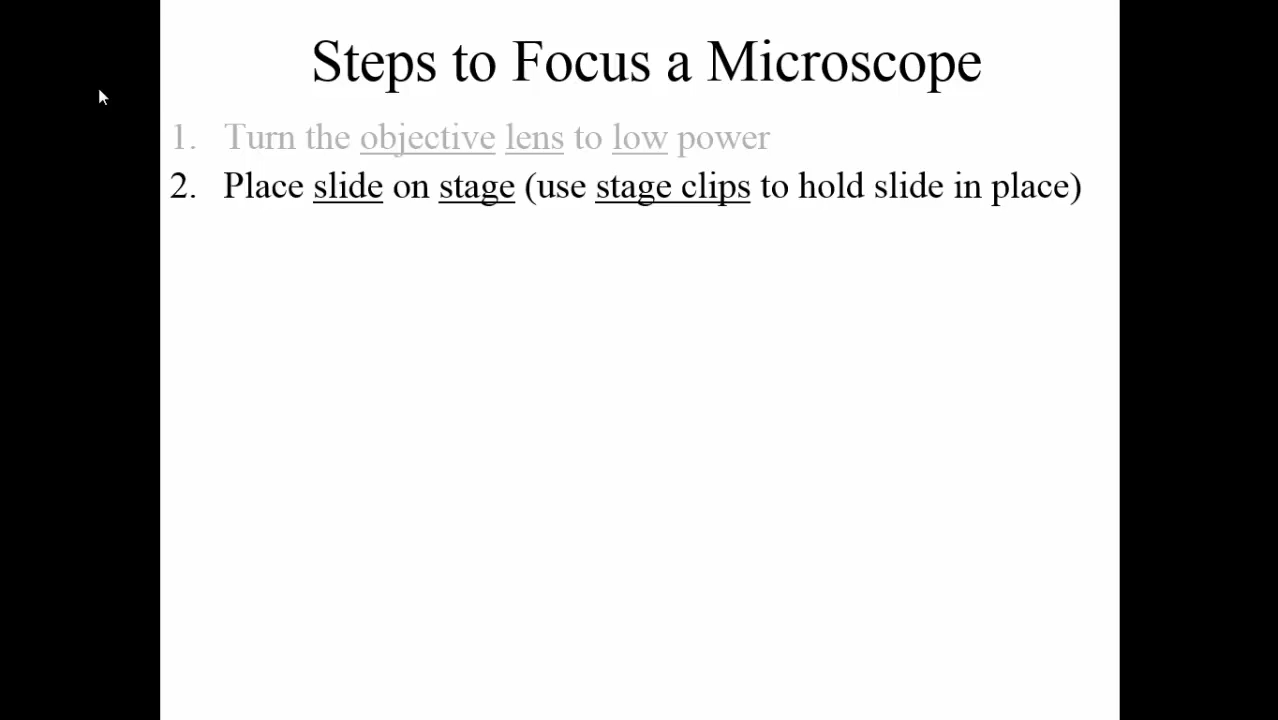 Steps to Focus a Microscope
1. Turn the objective lens to low power
2. Place slide on stage (use stage clips to hold slide in place)